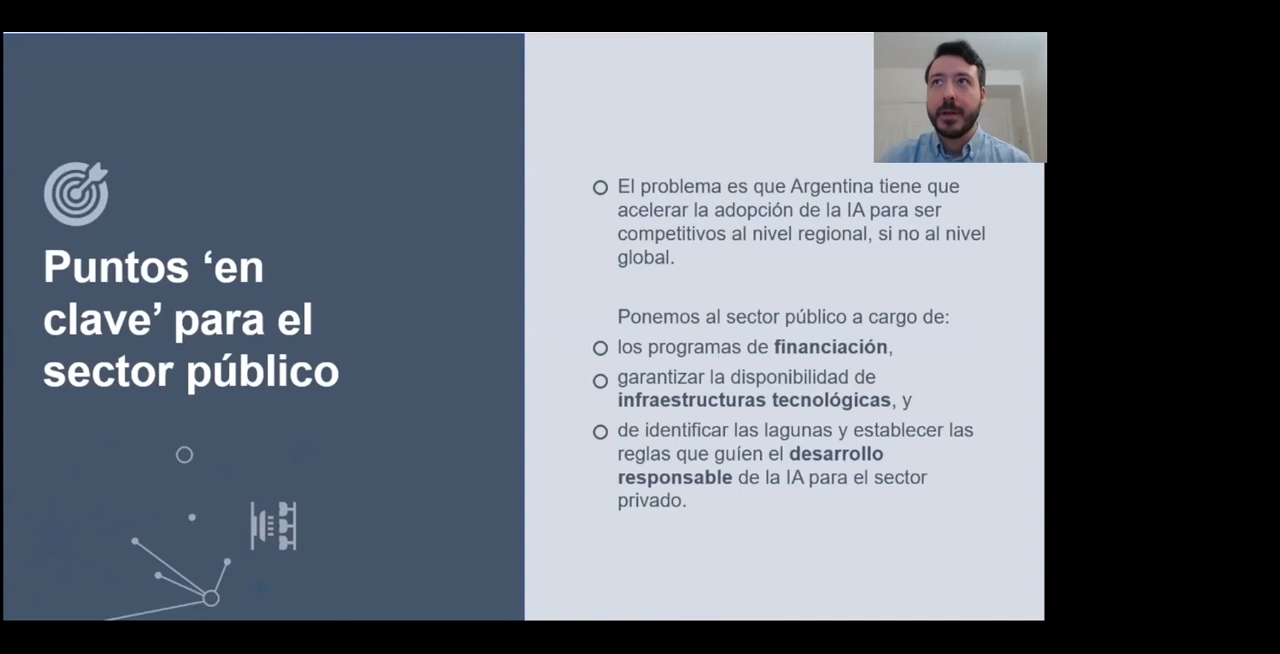 Puntos ‘en
clave’ para el
sector público
El problema es que Argentina tiene que
acelerar la adopción de la IA para ser
competitivos al nivel regional, si no al nivel
global.
Ponemos al sector público a cargo de:
los programas de financiación,
garantizar la disponibilidad de
infraestructuras tecnológicas, y
de identificar las lagunas y establecer las
reglas que guíen el desarrollo
responsable de la IA para el sector
privado.